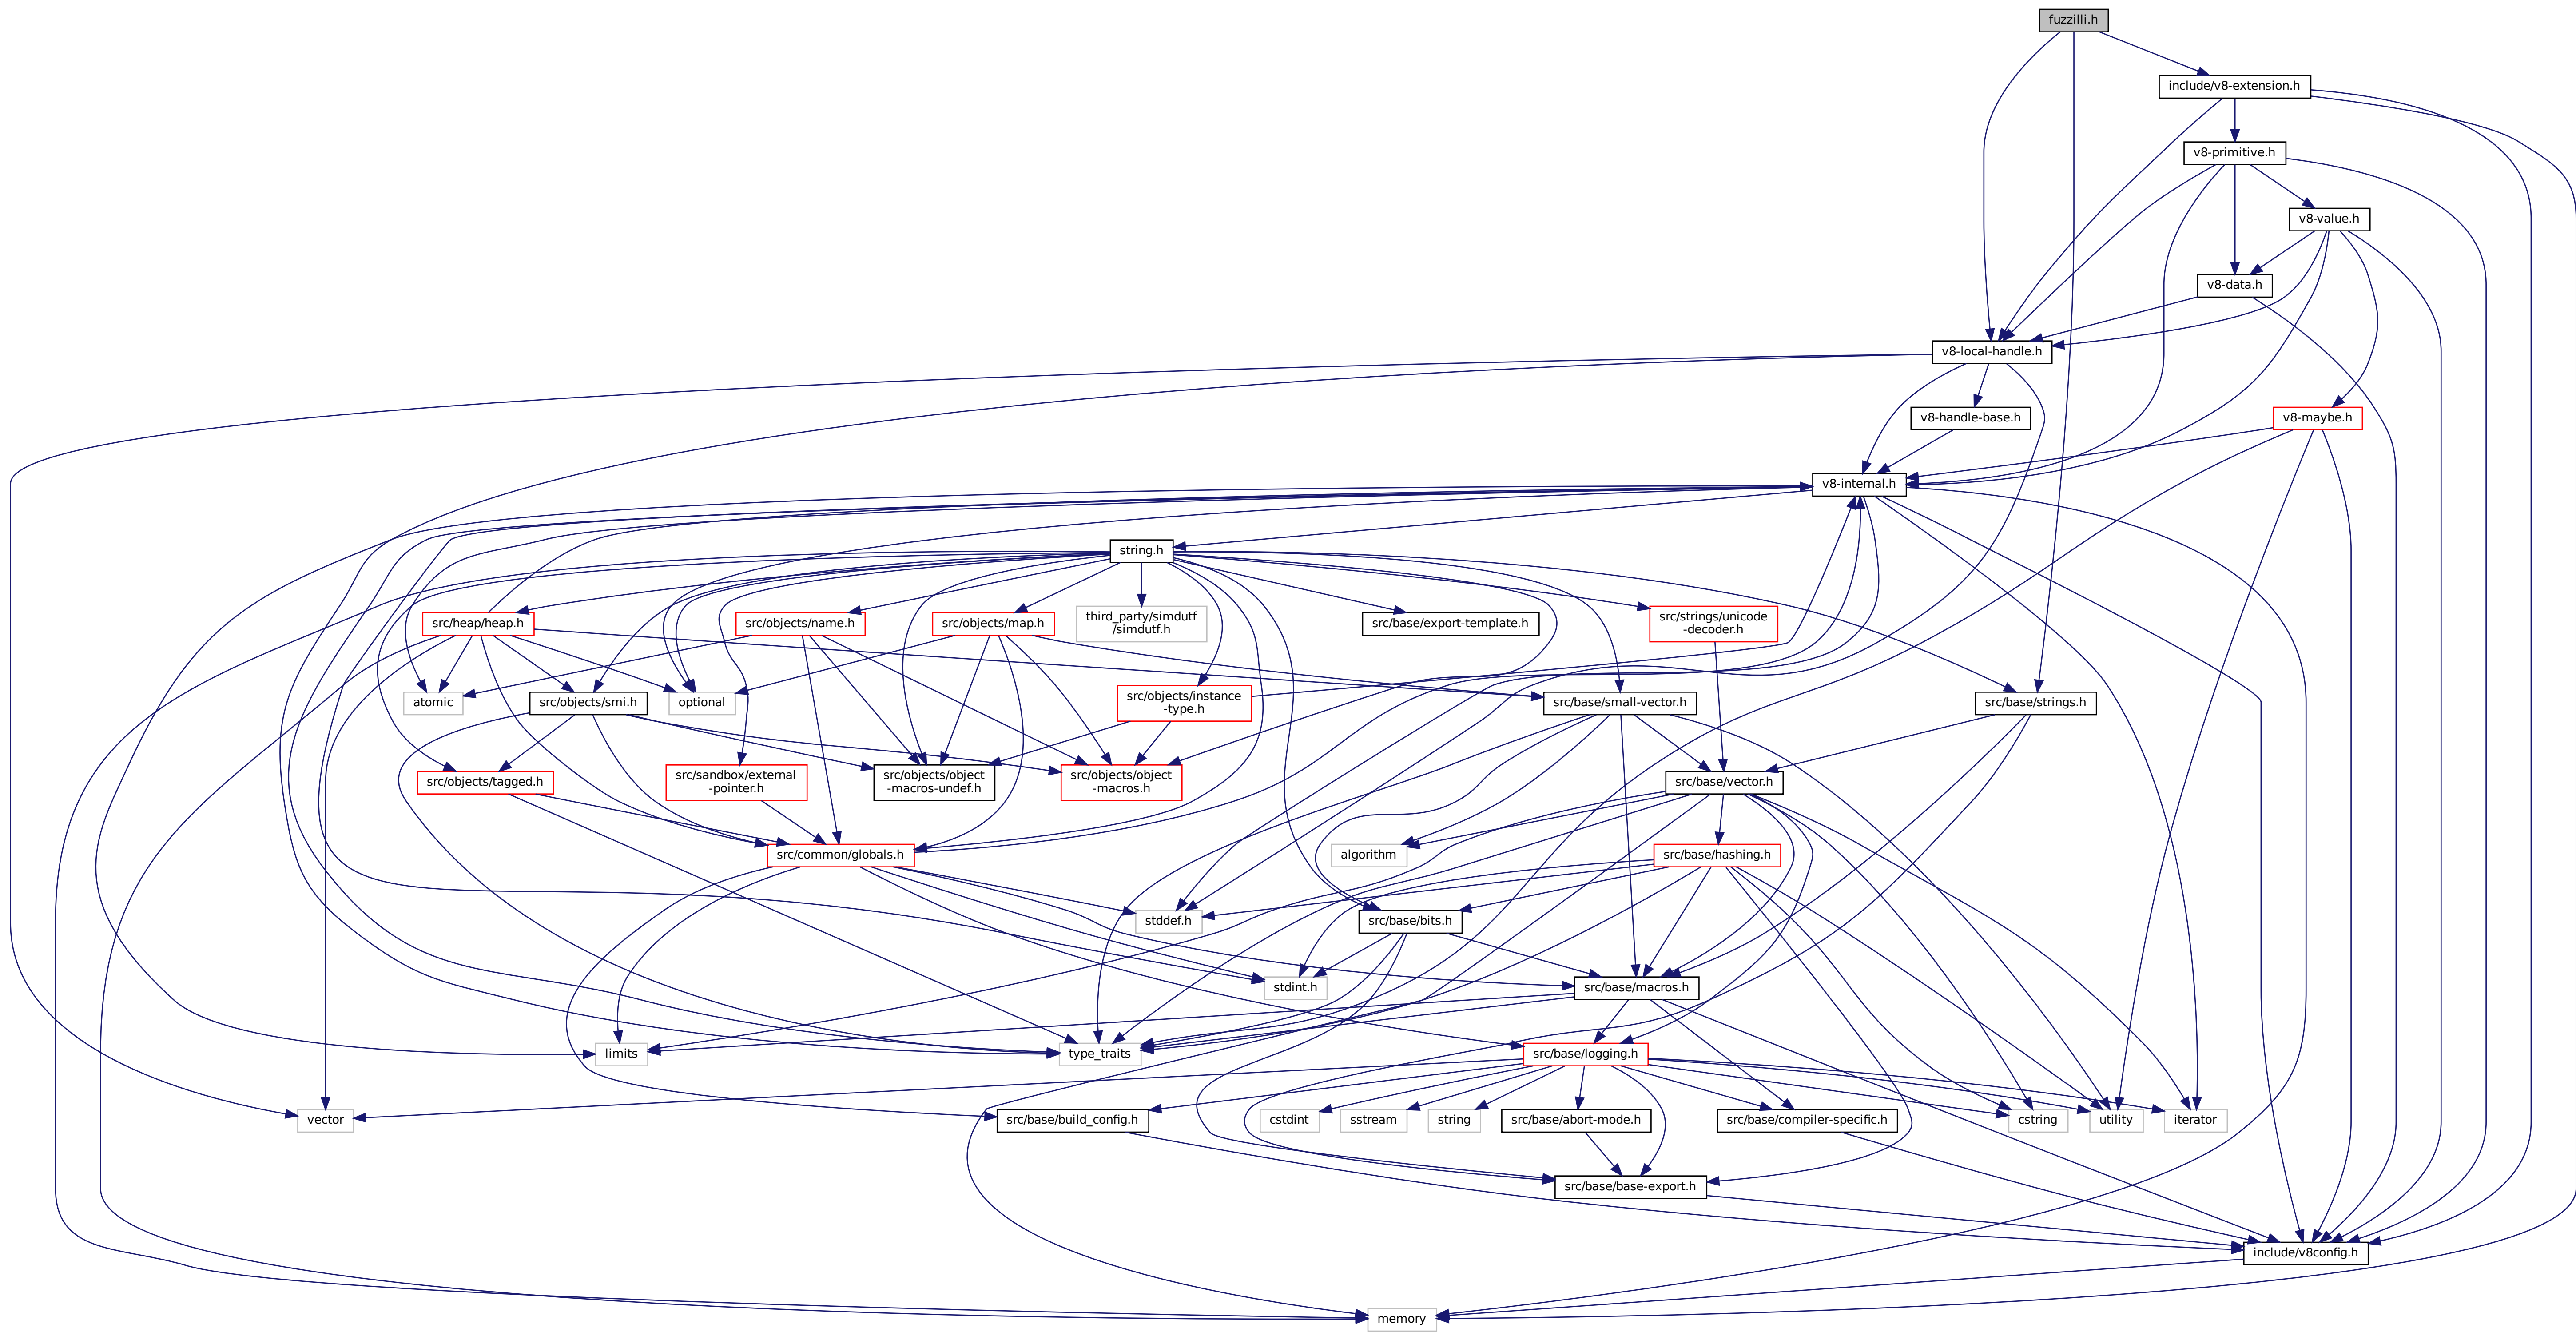 fuzzilli.h
include/v8-extension.h
v8-primitive.h
v8-value.h
v8-data.h
v8-local-handle.h
v8-handle-base.h
v8-maybe.h
v8-internal.h
string.h
src/heap/heap.h
src/objects/name.h
src/objects/map.h
third_party/simdutf
/simdutf.h
src/base/export-template.h
src/strings/unicode
-decoder.h
atomic
src/objects/smi.h
optional
src/objects/instance
-type.h
src/base/small-vector.h
src/base/strings.h
src/objects/tagged.h
src/sandbox/external
-pointer.h
src/objects/object
-macros-undef.h
src/objects/object
-macros.h
src/base/vector.h
src/common/globals.h
algorithm
src/base/hashing.h
stddef.h
src/base/bits.h
stdint.h
src/base/macros.h
limits
type_traits
src/base/logging.h
vector
src/base/build_config.h
cstdint
sstream
string
src/base/abort-mode.h
src/base/compiler-specific.h
cstring
utility
iterator
src/base/base-export.h
include/v8config.h
memory